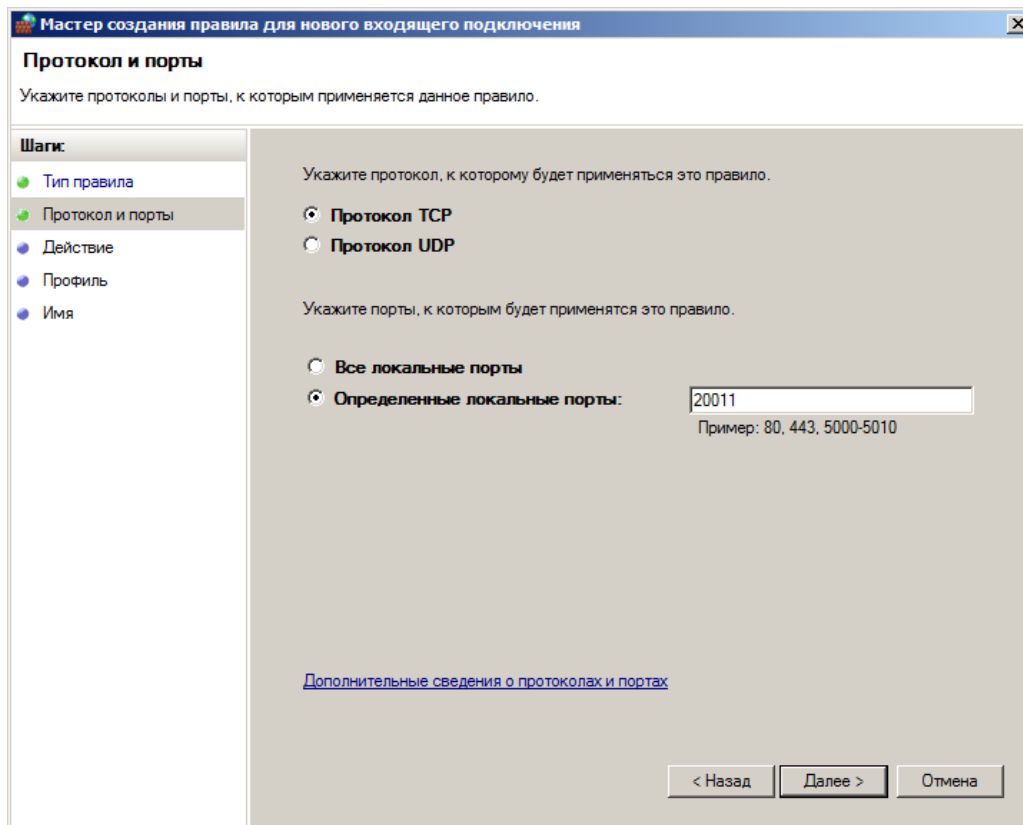 Мастер создания правила для нового входящего подключения
Протокол и порты
Укажите протоколы и порты, к которым применяется данное правило.
Шаги:
Тип правила
Протокол и порты
Действие
Профиль
Имя
Укажите протокол, к которому будет применяться это правило.
Протокол TCP
Протокол UDP
Укажите порты, к которым будет применятся это правило.
Все локальные порты
Определенные локальные порты:
20011
Пример: 80, 443, 5000-5010
Дополнительные сведения о протоколах и портах
< Назад
Далее >
Отмена